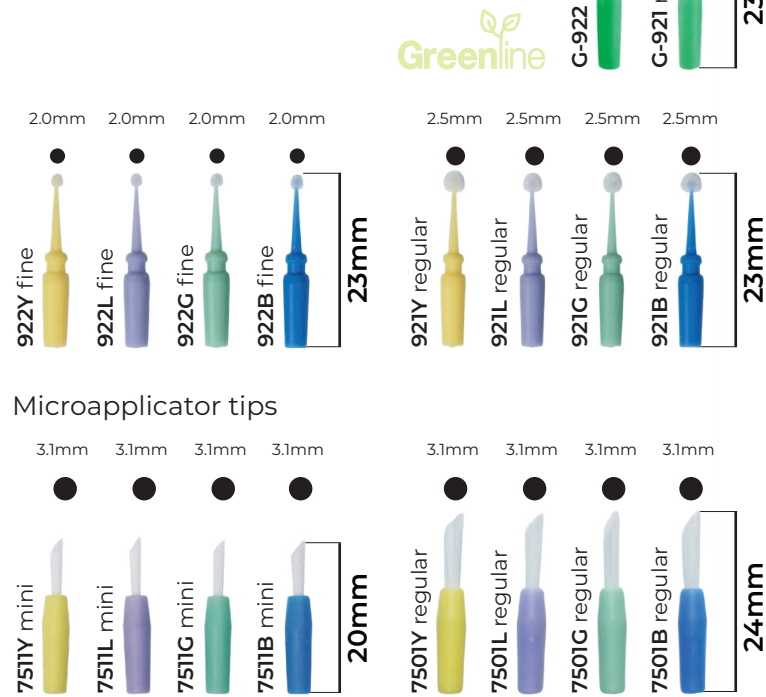 Greenline
G-922
G-921
2.0mm 2.0mm 2.0mm 2.0mm
922Y fine
922L fine
922G fine
922B fine
23mm
2.5mm 2.5mm 2.5mm 2.5mm
921Y regular
921L regular
921G regular
921B regular
23mm
Microapplicator tips
3.1mm 3.1mm 3.1mm 3.1mm
7511Y mini
7511L mini
7511G mini
7511B mini
20mm
3.1mm 3.1mm 3.1mm 3.1mm
7501Y regular
7501L regular
7501G regular
7501B regular
24mm